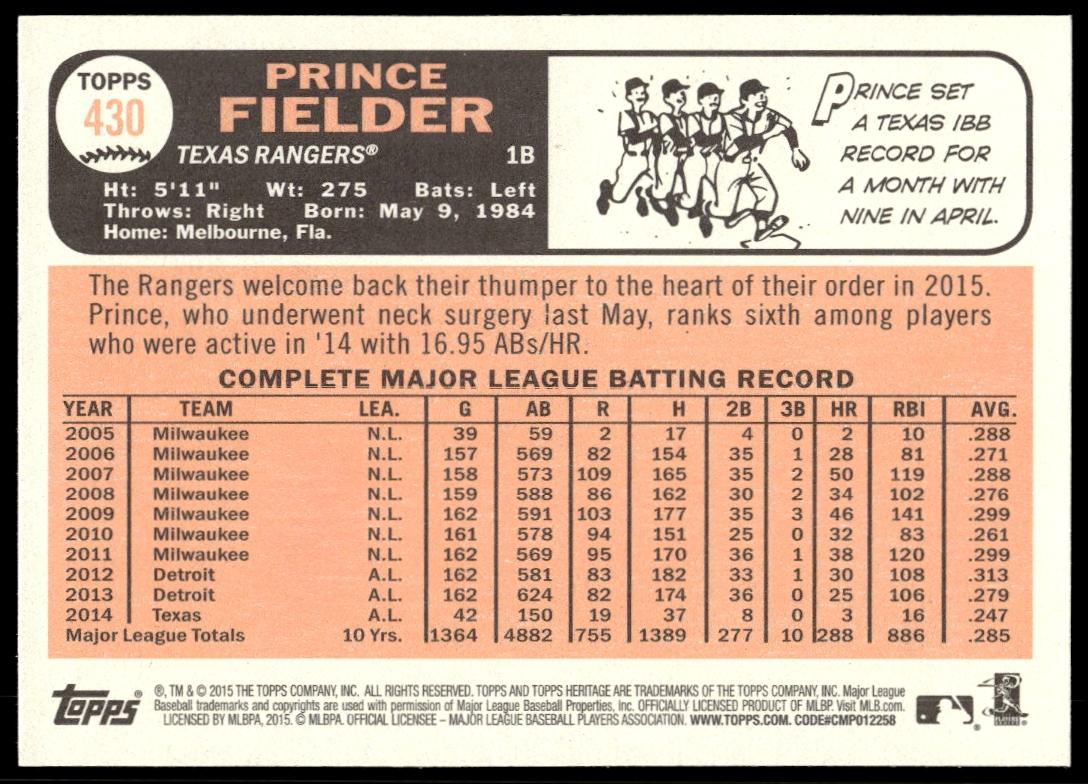 TOPPS
430
PRINCE
FIELDER
TEXAS RANGERS® 1B
Ht: 5'11" Wt: 275 Bats: Left
Throws: Right Born: May 9, 1984
Home: Melbourne, Fla.
PRINCE SET
A TEXAS IBB
RECORD FOR
A MONTH WITH
NINE IN APRIL.
The Rangers welcome back their thumper to the heart of their order in 2015.
Prince, who underwent neck surgery last May, ranks sixth among players
who were active in '14 with 16.95 ABs/HR.
COMPLETE MAJOR LEAGUE BATTING RECORD
YEAR TEAM LEA. G AB R H 2B 3B HR RBI AVG.
2005 Milwaukee N.L. 39 59 2 17 4 0 2 10 .288
2006 Milwaukee N.L. 157 569 82 154 35 1 28 81 .271
2007 Milwaukee N.L. 158 573 109 165 35 2 50 119 .288
2008 Milwaukee N.L. 159 588 86 162 30 2 34 102 .276
2009 Milwaukee N.L. 162 591 103 177 35 3 46 141 .299
2010 Milwaukee N.L. 161 578 94 151 25 0 32 83 .261
2011 Milwaukee N.L. 162 569 95 170 36 1 38 120 .299
2012 Detroit A.L. 162 581 83 182 33 1 30 108 .313
2013 Detroit A.L. 162 624 82 174 36 0 25 106 .279
2014 Texas A.L. 42 150 19 37 8 0 3 16 .247
Major League Totals 10 Yrs. 1364 4882 755 1389 277 10 288 886 .285
Topps®
®, TM & © 2015 THE TOPPS COMPANY, INC. ALL RIGHTS RESERVED. TOPPS AND TOPPS HERITAGE ARE TRADEMARKS OF THE TOPPS COMPANY, INC. Major League
Baseball trademarks and copyrights are used with permission of Major League Baseball Properties, Inc. OFFICIALLY LICENSED PRODUCT OF MLBP. Visit MLB.com.
LICENSED BY MLBPA, 2015. © MLBPA. OFFICIAL LICENSEE – MAJOR LEAGUE BASEBALL PLAYERS ASSOCIATION. WWW.TOPPS.COM. CODE#CMP012258